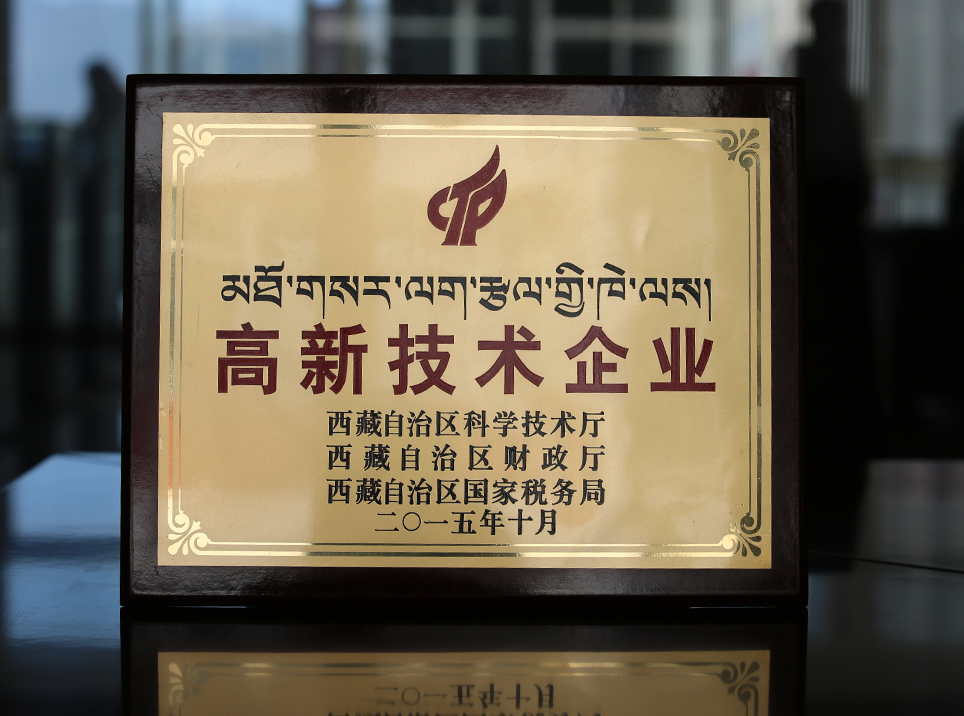 CTP
མཐོ་གསར་ལག་རྩལ་གྱི་ཁེ་ལས།
高新技术企业
西藏自治区科学技术厅
西藏自治区财政厅
西藏自治区国家税务局
二〇一五年十月